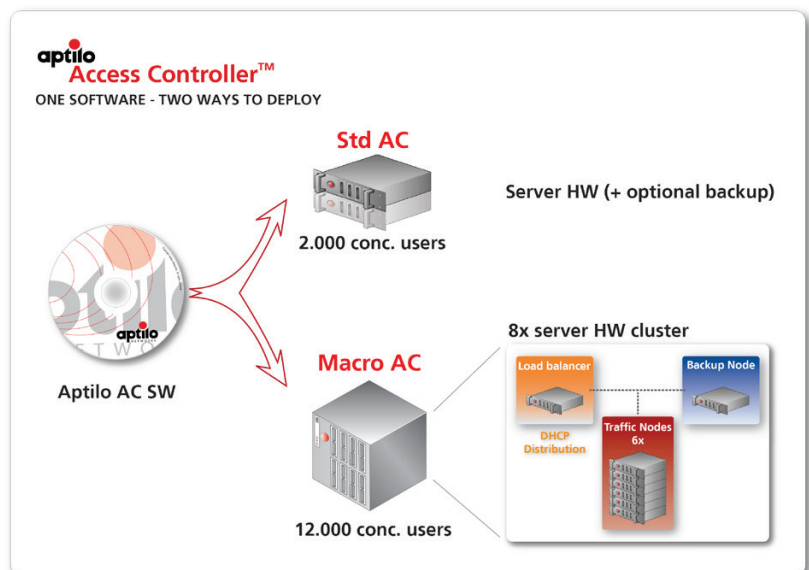 aptilo
Access Controller™
ONE SOFTWARE - TWO WAYS TO DEPLOY
Std AC
2.000 conc. users
Server HW (+ optional backup)
aptilo
Aptilo AC SW
Macro AC
12.000 conc. users
8x server HW cluster
Load balancer
DHCP
Distribution
Backup Node
Traffic Nodes
6x